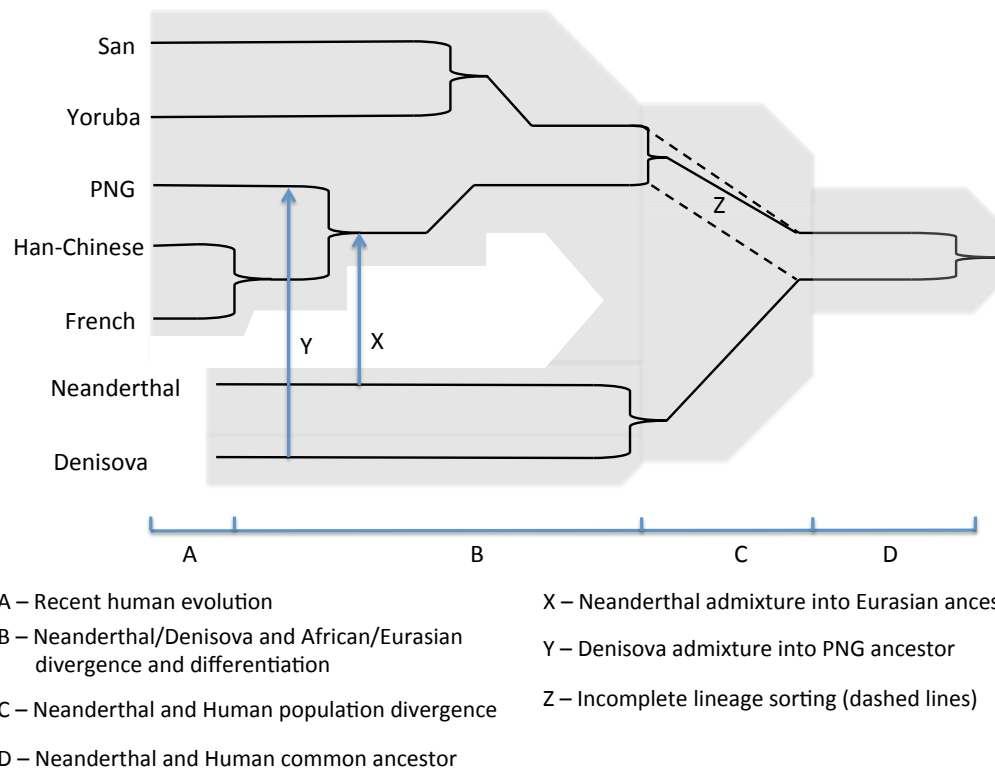 San
Yoruba
PNG
Han-Chinese
French
Neanderthal
Denisova
Z
Y
X
A
B
C
D
A – Recent human evolution
B – Neanderthal/Denisova and African/Eurasian
divergence and differentiation
C – Neanderthal and Human population divergence
D – Neanderthal and Human common ancestor
X – Neanderthal admixture into Eurasian ances
Y – Denisova admixture into PNG ancestor
Z – Incomplete lineage sorting (dashed lines)